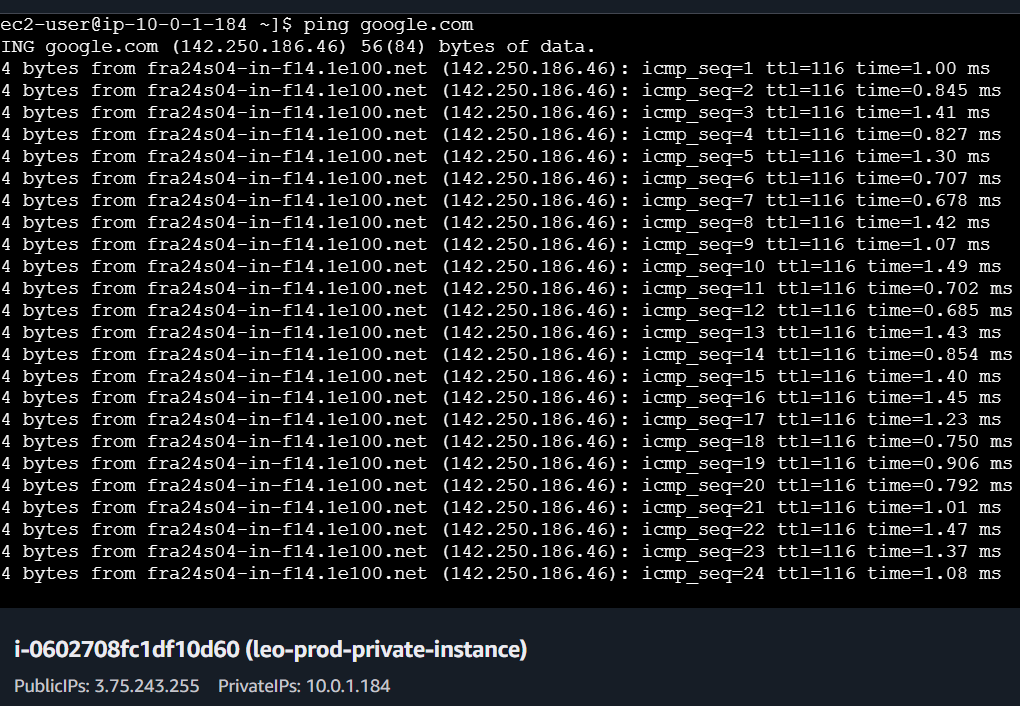 ec2-user@ip-10-0-1-184 ~]$ ping google.com
ING google.com (142.250.186.46) 56(84) bytes of data.
4 bytes from fra24s04-in-f14.1e100.net (142.250.186.46): icmp_seq=1 ttl=116 time=1.00 ms
4 bytes from fra24s04-in-f14.1e100.net (142.250.186.46): icmp_seq=2 ttl=116 time=0.845 ms
4 bytes from fra24s04-in-f14.1e100.net (142.250.186.46): icmp_seq=3 ttl=116 time=1.41 ms
4 bytes from fra24s04-in-f14.1e100.net (142.250.186.46): icmp_seq=4 ttl=116 time=0.827 ms
4 bytes from fra24s04-in-f14.1e100.net (142.250.186.46): icmp_seq=5 ttl=116 time=1.30 ms
4 bytes from fra24s04-in-f14.1e100.net (142.250.186.46): icmp_seq=6 ttl=116 time=0.707 ms
4 bytes from fra24s04-in-f14.1e100.net (142.250.186.46): icmp_seq=7 ttl=116 time=0.678 ms
4 bytes from fra24s04-in-f14.1e100.net (142.250.186.46): icmp_seq=8 ttl=116 time=1.42 ms
4 bytes from fra24s04-in-f14.1e100.net (142.250.186.46): icmp_seq=9 ttl=116 time=1.07 ms
4 bytes from fra24s04-in-f14.1e100.net (142.250.186.46): icmp_seq=10 ttl=116 time=1.49 ms
4 bytes from fra24s04-in-f14.1e100.net (142.250.186.46): icmp_seq=11 ttl=116 time=0.702 ms
4 bytes from fra24s04-in-f14.1e100.net (142.250.186.46): icmp_seq=12 ttl=116 time=0.685 ms
4 bytes from fra24s04-in-f14.1e100.net (142.250.186.46): icmp_seq=13 ttl=116 time=1.43 ms
4 bytes from fra24s04-in-f14.1e100.net (142.250.186.46): icmp_seq=14 ttl=116 time=0.854 ms
4 bytes from fra24s04-in-f14.1e100.net (142.250.186.46): icmp_seq=15 ttl=116 time=1.40 ms
4 bytes from fra24s04-in-f14.1e100.net (142.250.186.46): icmp_seq=16 ttl=116 time=1.45 ms
4 bytes from fra24s04-in-f14.1e100.net (142.250.186.46): icmp_seq=17 ttl=116 time=1.23 ms
4 bytes from fra24s04-in-f14.1e100.net (142.250.186.46): icmp_seq=18 ttl=116 time=0.750 ms
4 bytes from fra24s04-in-f14.1e100.net (142.250.186.46): icmp_seq=19 ttl=116 time=0.906 ms
4 bytes from fra24s04-in-f14.1e100.net (142.250.186.46): icmp_seq=20 ttl=116 time=0.792 ms
4 bytes from fra24s04-in-f14.1e100.net (142.250.186.46): icmp_seq=21 ttl=116 time=1.01 ms
4 bytes from fra24s04-in-f14.1e100.net (142.250.186.46): icmp_seq=22 ttl=116 time=1.47 ms
4 bytes from fra24s04-in-f14.1e100.net (142.250.186.46): icmp_seq=23 ttl=116 time=1.37 ms
4 bytes from fra24s04-in-f14.1e100.net (142.250.186.46): icmp_seq=24 ttl=116 time=1.08 ms
i-0602708fc1df10d60 (leo-prod-private-instance)
PublicIPs: 3.75.243.255 PrivateIPs: 10.0.1.184